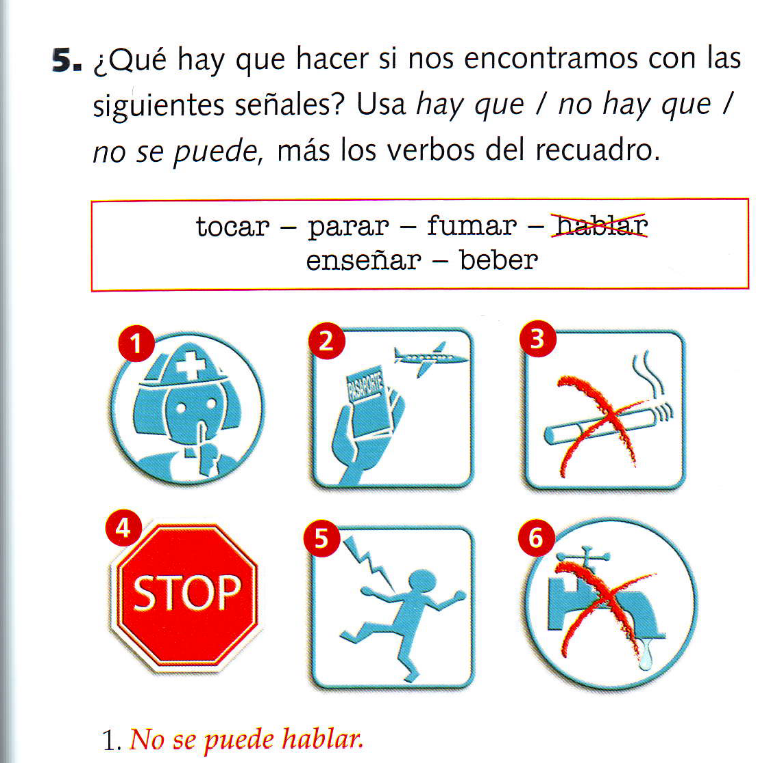 5. ¿Qué hay que hacer si nos encontramos con las
siguientes señales? Usa hay que / no hay que /
no se puede, más los verbos del recuadro.
tocar – parar – fumar – hablar
enseñar – beber
1
2
PASAPORTE
3
4
STOP
5
6
1. No se puede hablar.